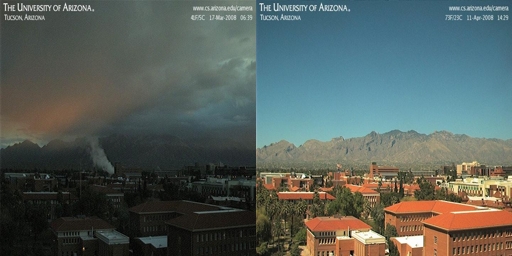 THE UNIVERSITY OF ARIZONA®
TUCSON, ARIZONA
www.cs.arizona.edu/camera
41F/5C 17-Mar-2008 06:39
THE UNIVERSITY OF ARIZONA®
TUCSON, ARIZONA
www.cs.arizona.edu/camera
73F/23C 11-Apr-2008 14:29